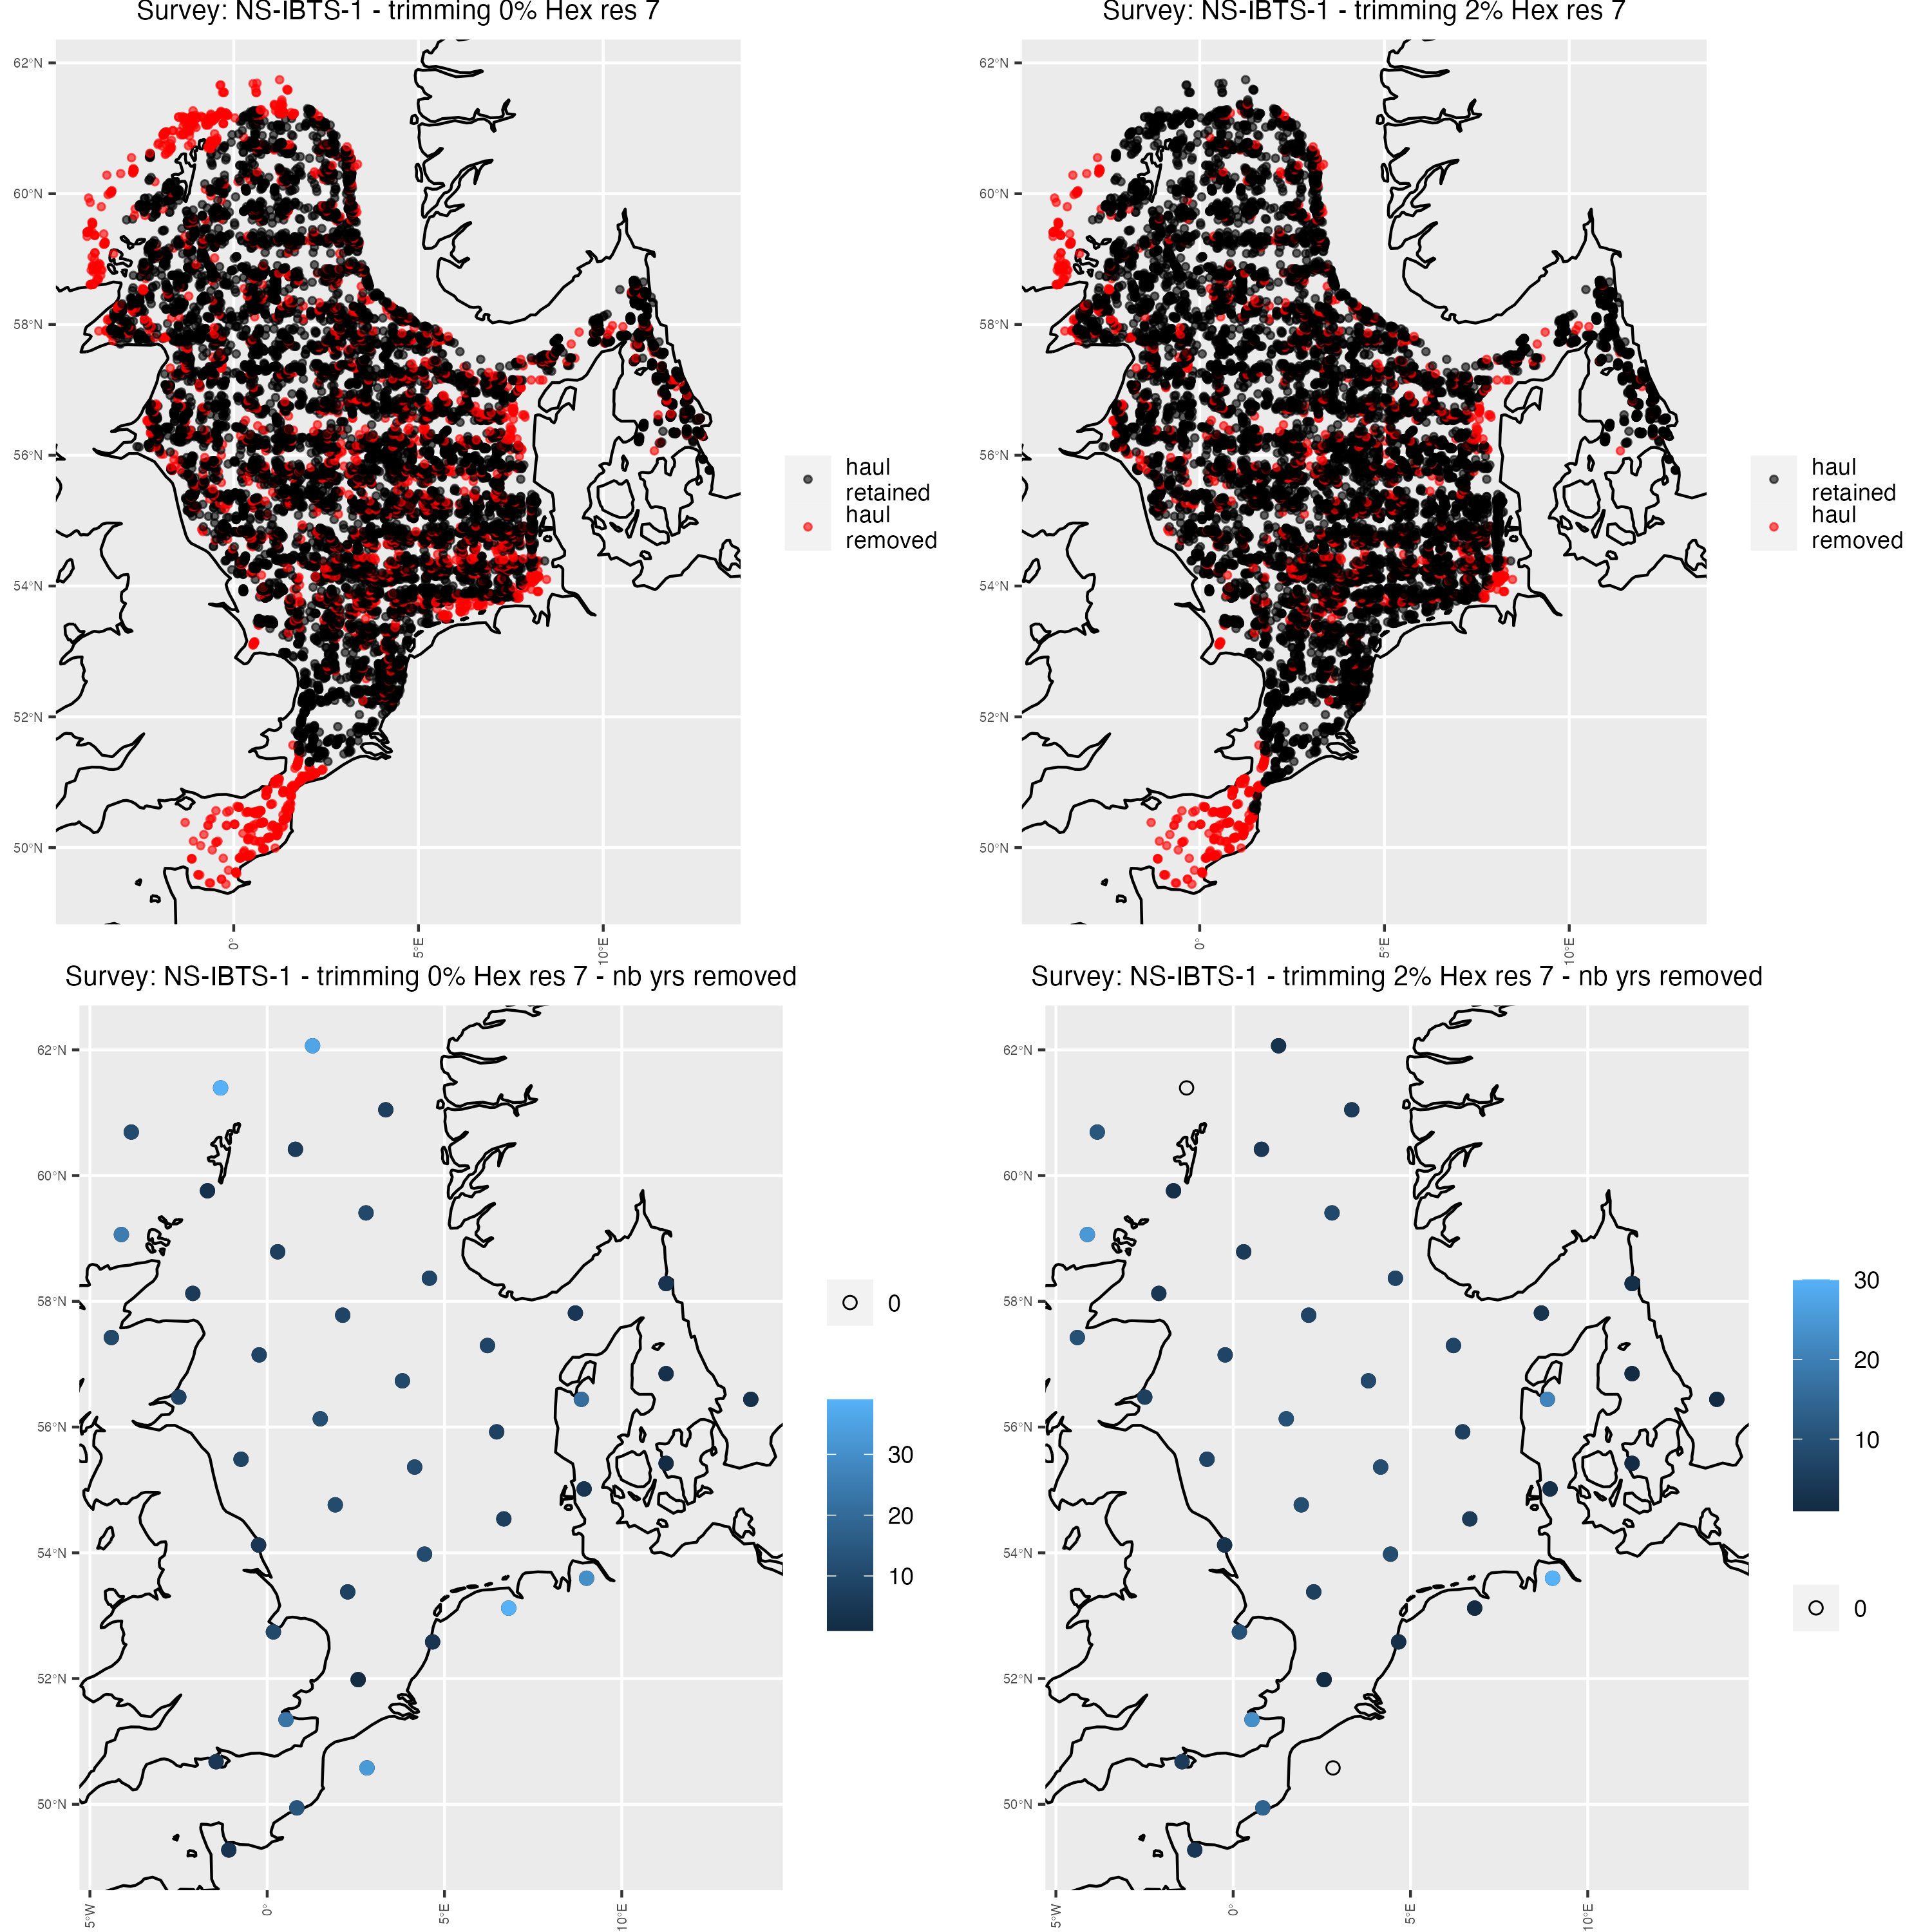 Survey: NS-IBTS-1 - trimming 0% Hex res 7
62°N
60°N
58°N
56°N
54°N
52°N
50°N
0°
5°E
10°E
haul
retained
haul
removed
Survey: NS-IBTS-1 - trimming 2% Hex res 7
62°N
60°N
58°N
56°N
54°N
52°N
50°N
0°
5°E
10°E
haul
retained
haul
removed
Survey: NS-IBTS-1 - trimming 0% Hex res 7 - nb yrs removed
62°N
60°N
58°N
56°N
54°N
52°N
50°N
5°W
0°
5°E
10°E
0
30
20
10
Survey: NS-IBTS-1 - trimming 2% Hex res 7 - nb yrs removed
62°N
60°N
58°N
56°N
54°N
52°N
50°N
5°W
0°
5°E
10°E
30
20
10
0